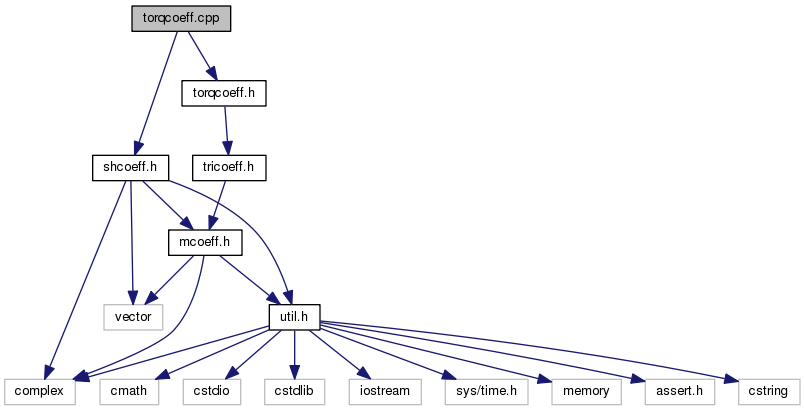 torqcoeff.cpp
torqcoeff.h
shcoeff.h
tricoeff.h
mcoeff.h
vector
util.h
complex
cmath
cstdio
cstdlib
iostream
sys/time.h
memory
assert.h
cstring